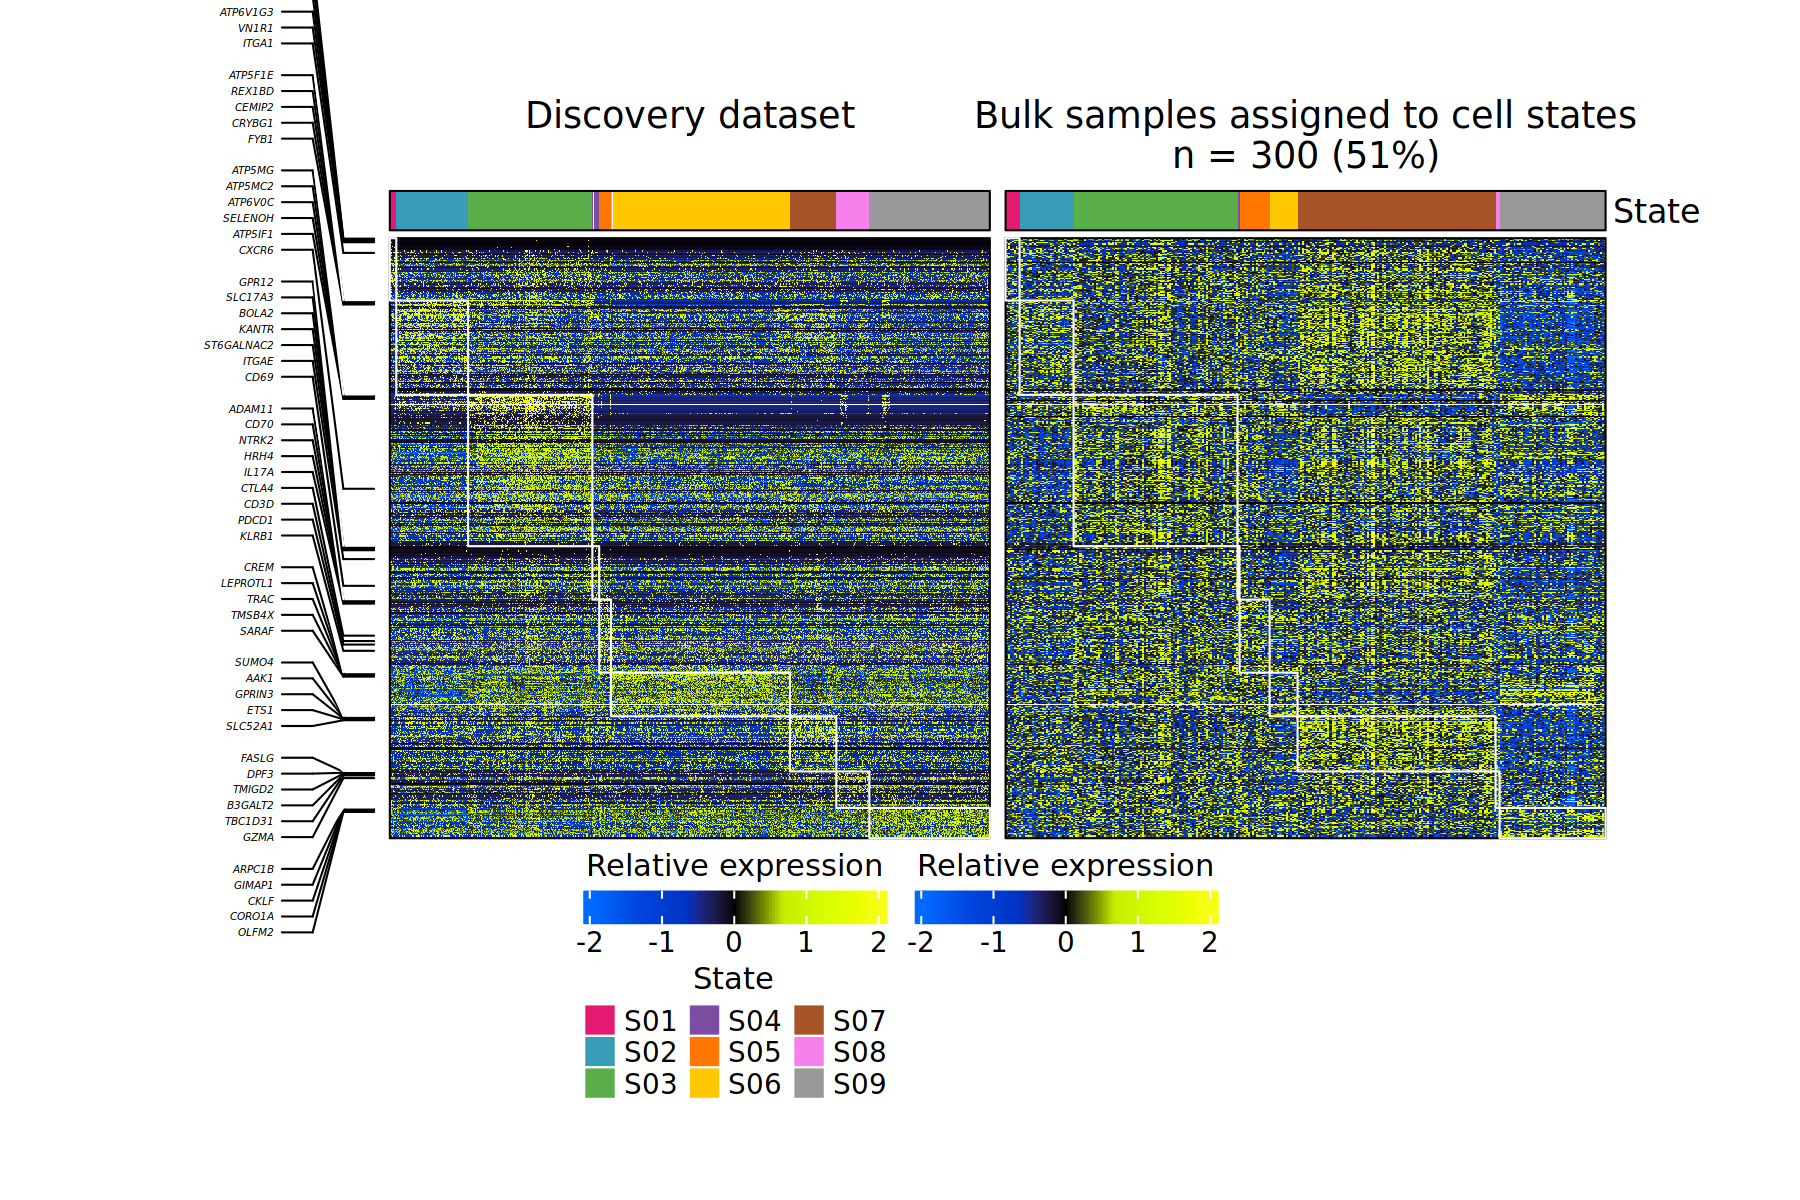 ATP6V1G3
VN1R1
ITGA1
ATP5F1E
REX1BD
CEMIP2
CRYBG1
FYB1
ATP5MG
ATP5MC2
ATP6V0C
SELENOH
ATP5IF1
CXCR6
GPR12
SLC17A3
BOLA2
KANTR
ST6GALNAC2
ITGAE
CD69
ADAM11
CD70
NTRK2
HRH4
IL17A
CTLA4
CD3D
PDCD1
KLRB1
CREM
LEPROTL1
TRAC
TMSB4X
SARAF
SUMO4
AAK1
GPRIN3
ETS1
SLC52A1
FASLG
DPF3
TMIGD2
B3GALT2
TBC1D31
GZMA
ARPC1B
GIMAP1
CKLF
CORO1A
OLFM2
Discovery dataset
Bulk samples assigned to cell states
n = 300 (51%)
State
Relative expression
-2 -1 0 1 2
Relative expression
-2 -1 0 1 2
State
S01 S04 S07
S02 S05 S08
S03 S06 S09